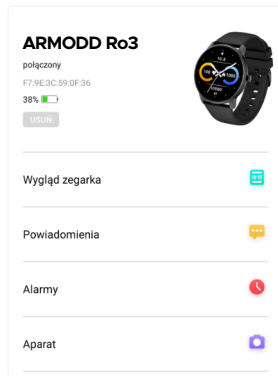 ARMODD Ro3
połączony
F7:9E:3C:59:0F:36
38%
USUŃ
Wygląd zegarka
Powiadomienia
Alarmy
Aparat